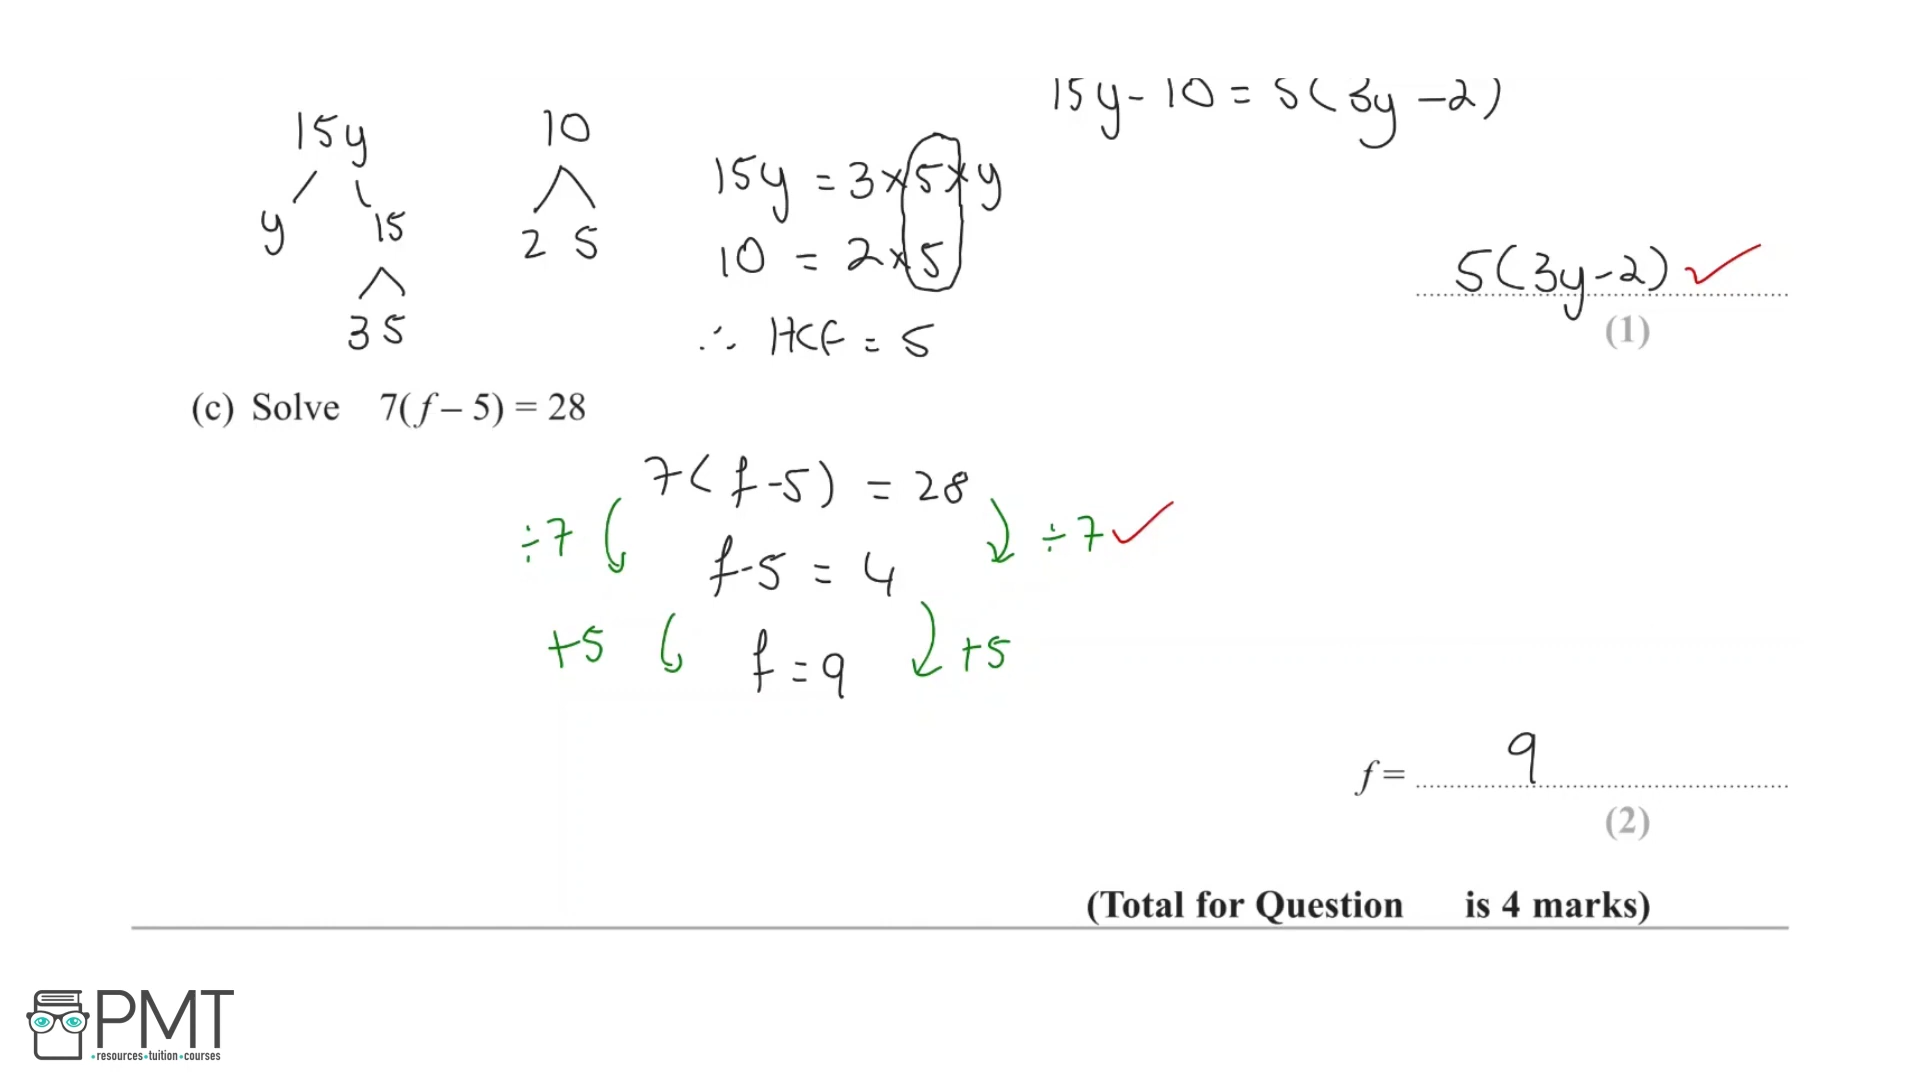 15y - 10 = 5(3y - 2)
15y
y 15
3 5
10
2 5
15y = 3 × 5 × y
10 = 2 × 5
∴ HCF = 5
5(3y - 2) ✓
(1)
(c) Solve 7(f – 5) = 28
7(f - 5) = 28
÷7 ÷7 ✓
f - 5 = 4
+5 +5
f = 9
f = 9
(2)
(Total for Question is 4 marks)
PMT
•resources•tuition•courses